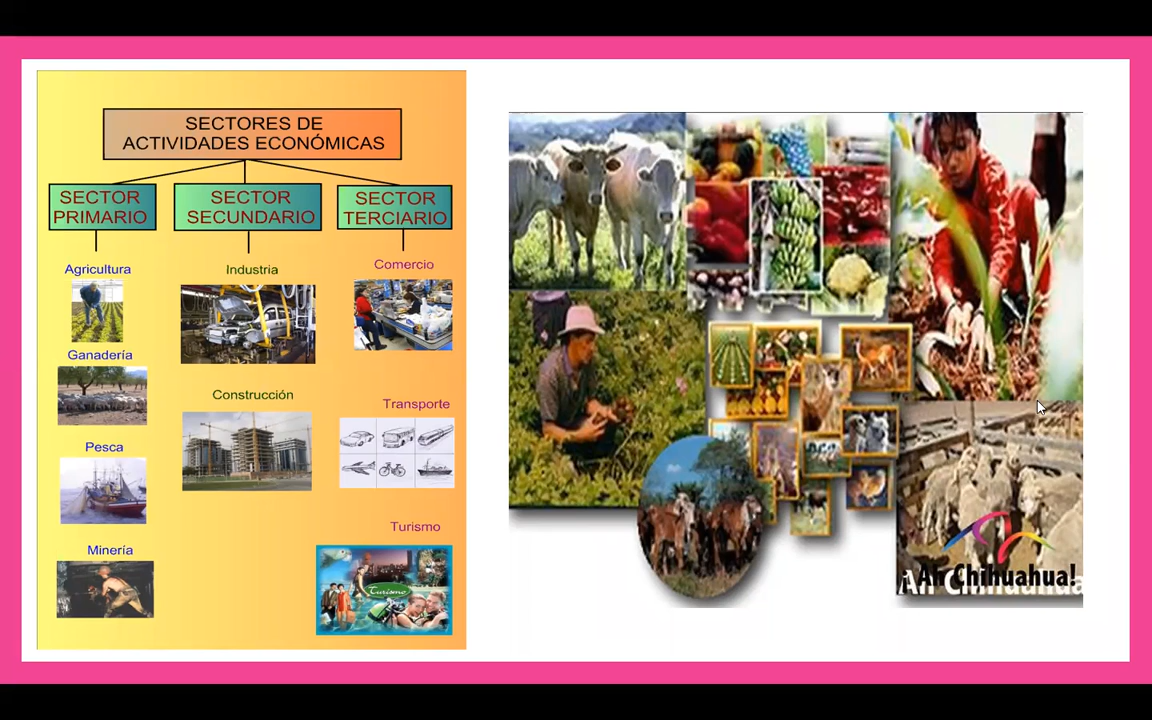 SECTORES DE
ACTIVIDADES ECONÓMICAS
SECTOR
PRIMARIO
SECTOR
SECUNDARIO
SECTOR
TERCIARIO
Agricultura
Ganadería
Pesca
Minería
Industria
Construcción
Comercio
Transporte
Turismo
Turismo
¡Ah Chihuahua!